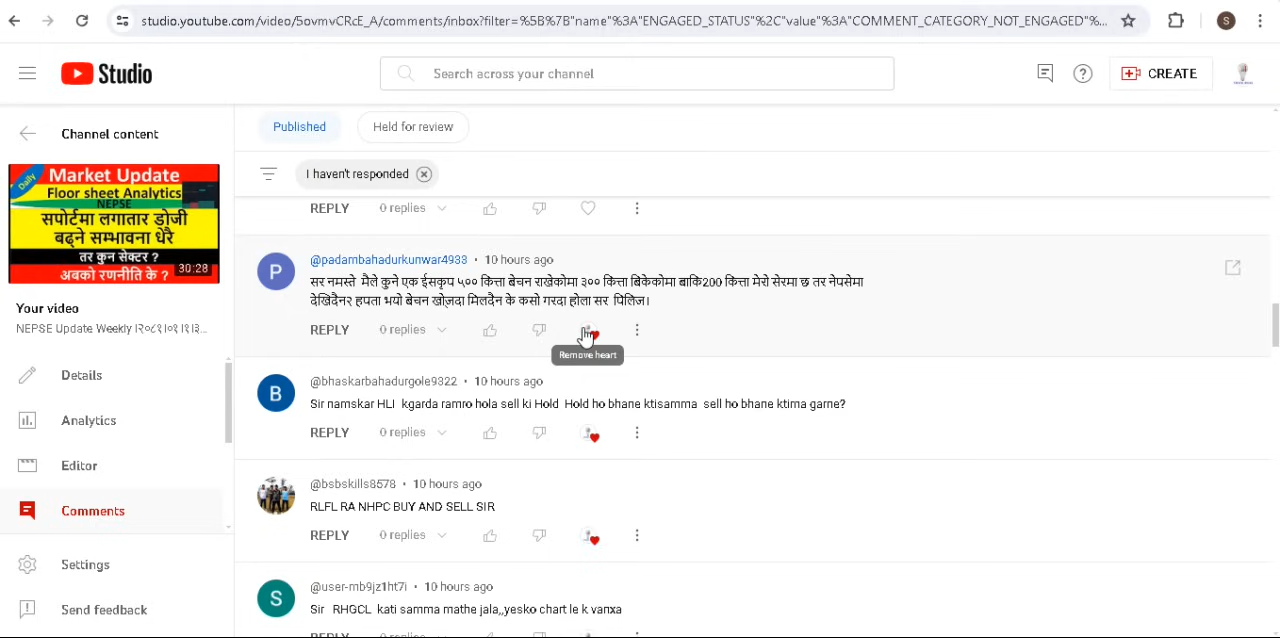 studio.youtube.com/video/5ovmvCRcE_A/comments/inbox?filter=%5B%7B"name"%3A"ENGAGED_STATUS"%2C"value"%3A"COMMENT_CATEGORY_NOT_ENGAGED"%...
S
Studio
Search across your channel
CREATE
Channel content
Published
Held for review
I haven't responded
Daily
Market Update
Floor sheet Analytics
NEPSE
सपोर्टमा लगातार डोजी
बढ्ने सम्भावना धेरै
तर कुन सेक्टर ?
अबको रणनीति के ?
30:28
Your video
NEPSE Update Weekly
Details
Analytics
Editor
Comments
Settings
Send feedback
REPLY 0 replies
P
@padambahadurkunwar4933 • 10 hours ago
सर नमस्ते मैले कुने एक ईसकृप ५०० कित्ता बेचन राखेकोमा ३०० कित्ता बिकेकोमा बाकि200 कित्ता मेरो सेरमा छ तर नेपसेमा
देखिदैन२ हपता भयो बेचन खोज़दा मिलदैन के कसो गरदा होला सर पिलिज।
REPLY 0 replies
Remove heart
B
@bhaskarbahadurgole9322 • 10 hours ago
Sir namskar HLI kgarda ramro hola sell ki Hold Hold ho bhane ktisamma sell ho bhane ktima garne?
REPLY 0 replies
@bsbskills8578 • 10 hours ago
RLFL RA NHPC BUY AND SELL SIR
REPLY 0 replies
S
@user-mb9jz1ht7i • 10 hours ago
Sir RHGCL kati samma mathe jala,,yesko chart le k vanxa
REPLY 0 replies